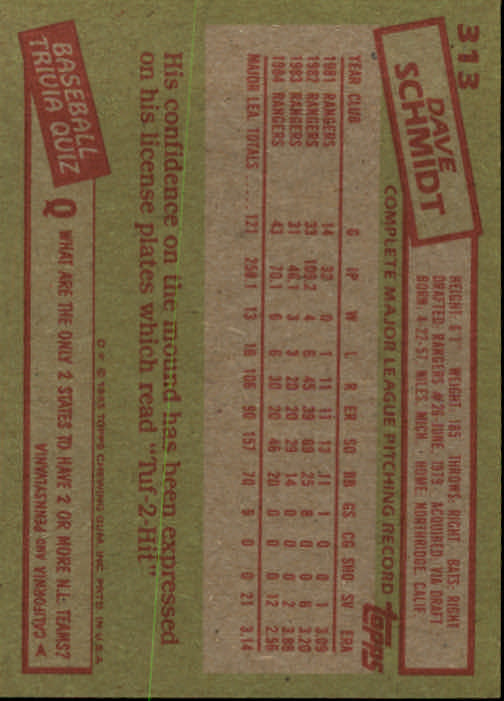 313
DAVE
SCHMIDT
HEIGHT: 6'1" WEIGHT: 185 THROWS: RIGHT BATS: RIGHT
DRAFTED: RANGERS #26-JUNE, 1979 ACQUIRED: VIA DRAFT
BORN: 4-22-57, NILES, MICH. HOME: NORTHRIDGE, CALIF.
COMPLETE MAJOR LEAGUE PITCHING RECORD
topps
YEAR CLUB G IP W L R ER SO BB GS CG SHO SV ERA
1981 RANGERS 14 32 0 1 11 11 13 11 1 0 0 1 3.09
1982 RANGERS 33 109.2 4 6 45 39 69 25 8 0 0 6 3.20
1983 RANGERS 31 46.1 3 3 20 20 29 14 0 0 0 2 3.88
1984 RANGERS 43 70.1 6 6 30 20 46 20 0 0 0 12 2.56
MAJOR LEA. TOTALS .... 121 258.1 13 16 106 90 157 70 9 0 0 21 3.14
His confidence on the mound has been expressed
on his license plates which read "Tuf-2-Hit"
© 1985 TOPPS CHEWING GUM, INC. PRTD. IN U.S.A.
BASEBALL
TRIVIA QUIZ
Q WHAT ARE THE ONLY 2 STATES TO HAVE 2 OR MORE N.L. TEAMS?
A CALIFORNIA AND PENNSYLVANIA